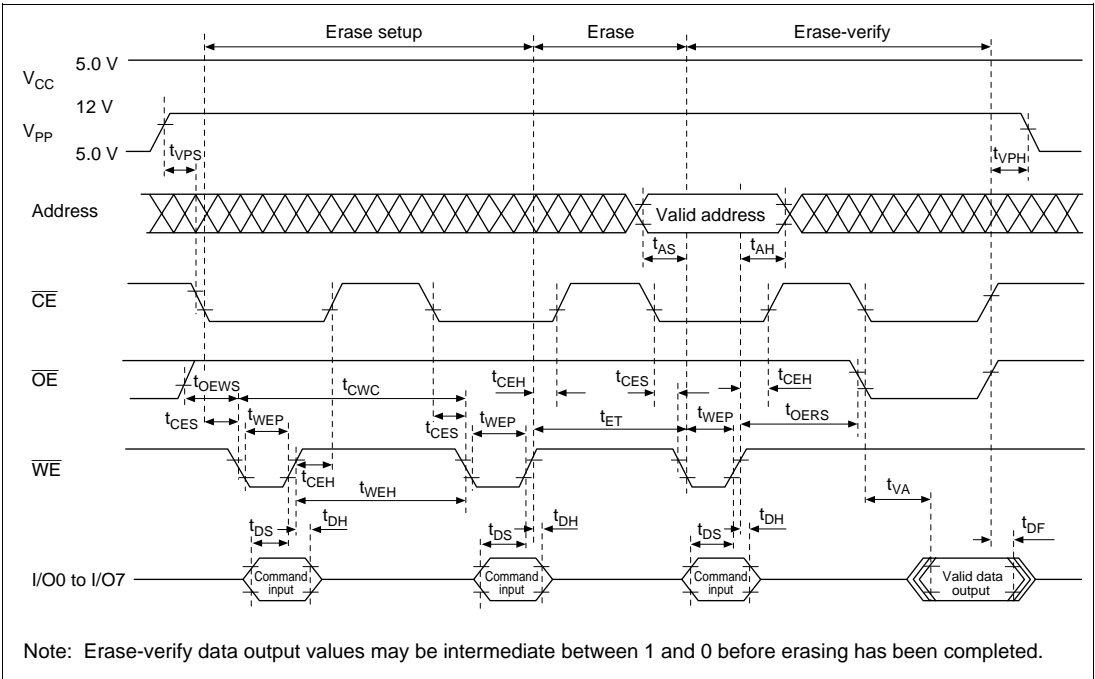 Erase setup Erase Erase-verify
5.0 V
VCC
12 V
VPP
5.0 V
tVPS tVPH
Address Valid address
tAS tAH
CE
OE
tOEWS tCWC tCEH tCES tCEH
tCES tWEP tCES tWEP tET tWEP tOERS
WE
tCEH
tWEH tVA
tDS tDH tDS tDH tDS tDH tDF
I/O0 to I/O7 Command input Command input Command input Valid data output
Note: Erase-verify data output values may be intermediate between 1 and 0 before erasing has been completed.